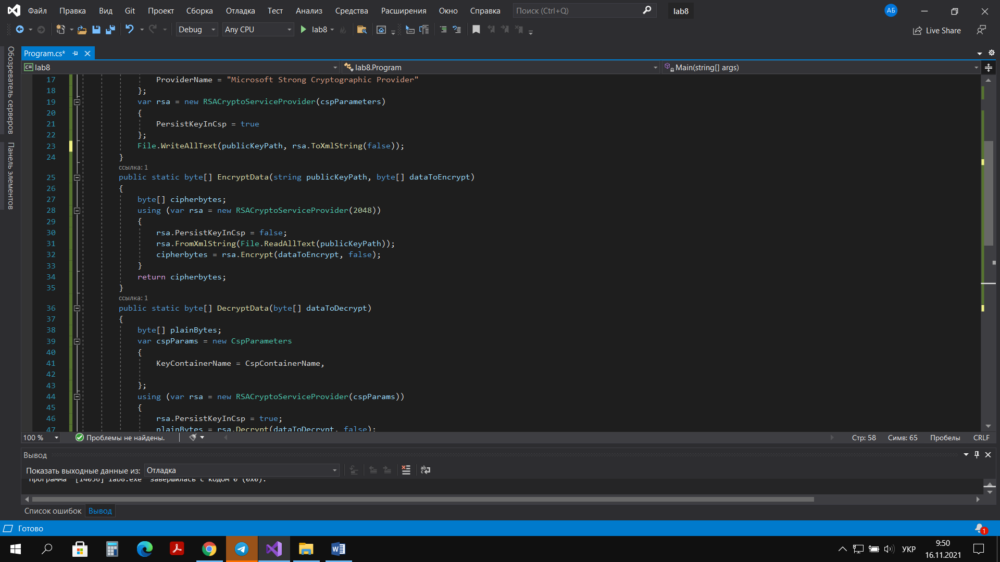 Файл Правка Вид Git Проект Сборка Отладка Тест Анализ Средства Расширения Окно Справка Поиск (Ctrl+Q) lab8 АБ
Debug Any CPU lab8 Live Share
Обозреватель серверов
Панель элементов
Program.cs*
C# lab8 lab8.Program Main(string[] args)
17 ProviderName = "Microsoft Strong Cryptographic Provider"
18 };
19 var rsa = new RSACryptoServiceProvider(cspParameters)
20 {
21 PersistKeyInCsp = true
22 };
23 File.WriteAllText(publicKeyPath, rsa.ToXmlString(false));
24 }
ссылка: 1
25 public static byte[] EncryptData(string publicKeyPath, byte[] dataToEncrypt)
26 {
27 byte[] cipherbytes;
28 using (var rsa = new RSACryptoServiceProvider(2048))
29 {
30 rsa.PersistKeyInCsp = false;
31 rsa.FromXmlString(File.ReadAllText(publicKeyPath));
32 cipherbytes = rsa.Encrypt(dataToEncrypt, false);
33 }
34 return cipherbytes;
35 }
ссылка: 1
36 public static byte[] DecryptData(byte[] dataToDecrypt)
37 {
38 byte[] plainBytes;
39 var cspParams = new CspParameters
40 {
41 KeyContainerName = CspContainerName,
42
43 };
44 using (var rsa = new RSACryptoServiceProvider(cspParams))
45 {
46 rsa.PersistKeyInCsp = true;
47 plainBytes = rsa.Decrypt(dataToDecrypt, false);
100 % Проблемы не найдены. Стр: 58 Симв: 65 Пробелы CRLF
Вывод
Показать выходные данные из: Отладка
Программа "[14056] lab8.exe" завершилась с кодом 0 (0x0).
Список ошибок Вывод
Готово 1
УКР 9:50
16.11.2021